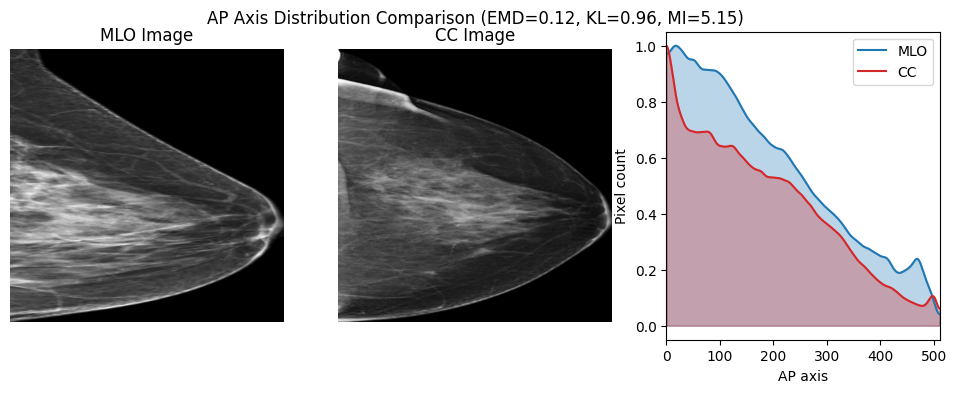 AP Axis Distribution Comparison (EMD=0.12, KL=0.96, MI=5.15)
MLO Image
CC Image
MLO
CC
Pixel count
1.0
0.8
0.6
0.4
0.2
0.0
0 100 200 300 400 500
AP axis